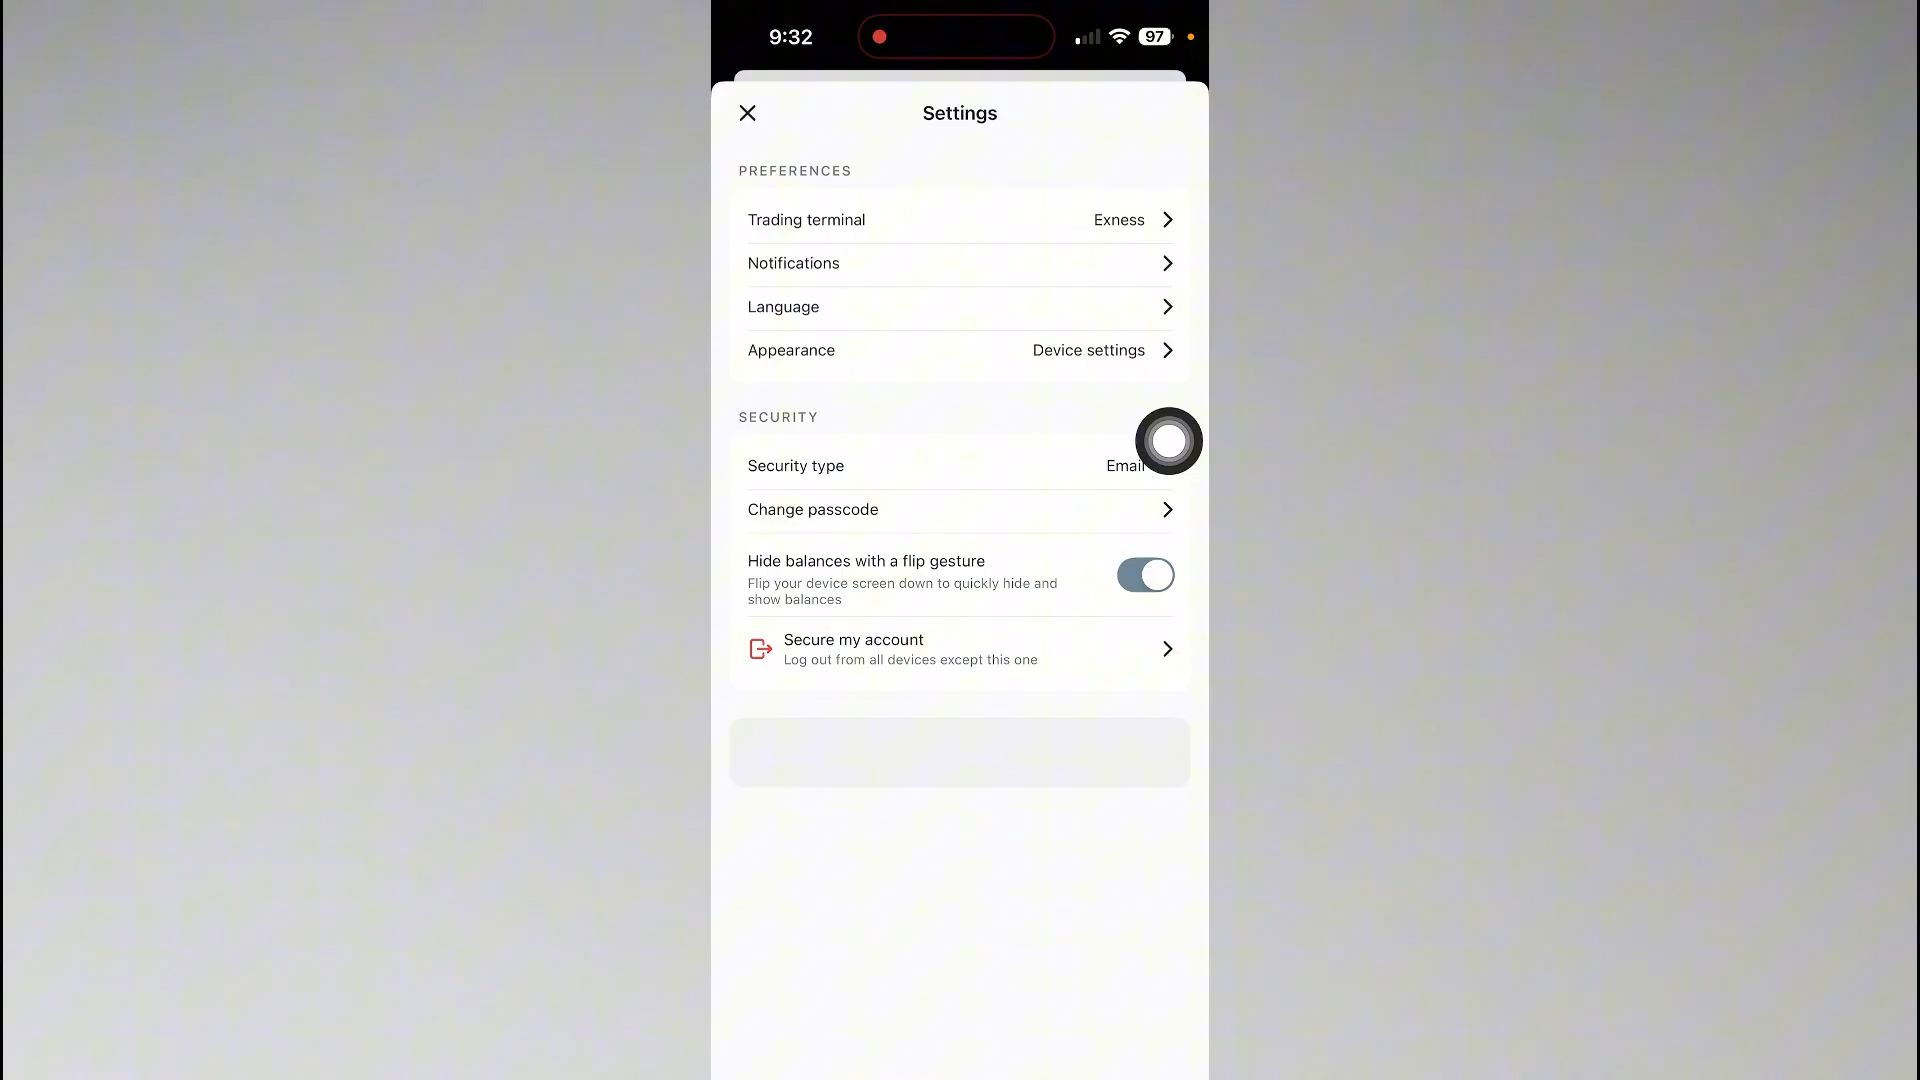 9:32
97
Settings
PREFERENCES
Trading terminal Exness
Notifications
Language
Appearance Device settings
SECURITY
Security type Email
Change passcode
Hide balances with a flip gesture
Flip your device screen down to quickly hide and
show balances
Secure my account
Log out from all devices except this one